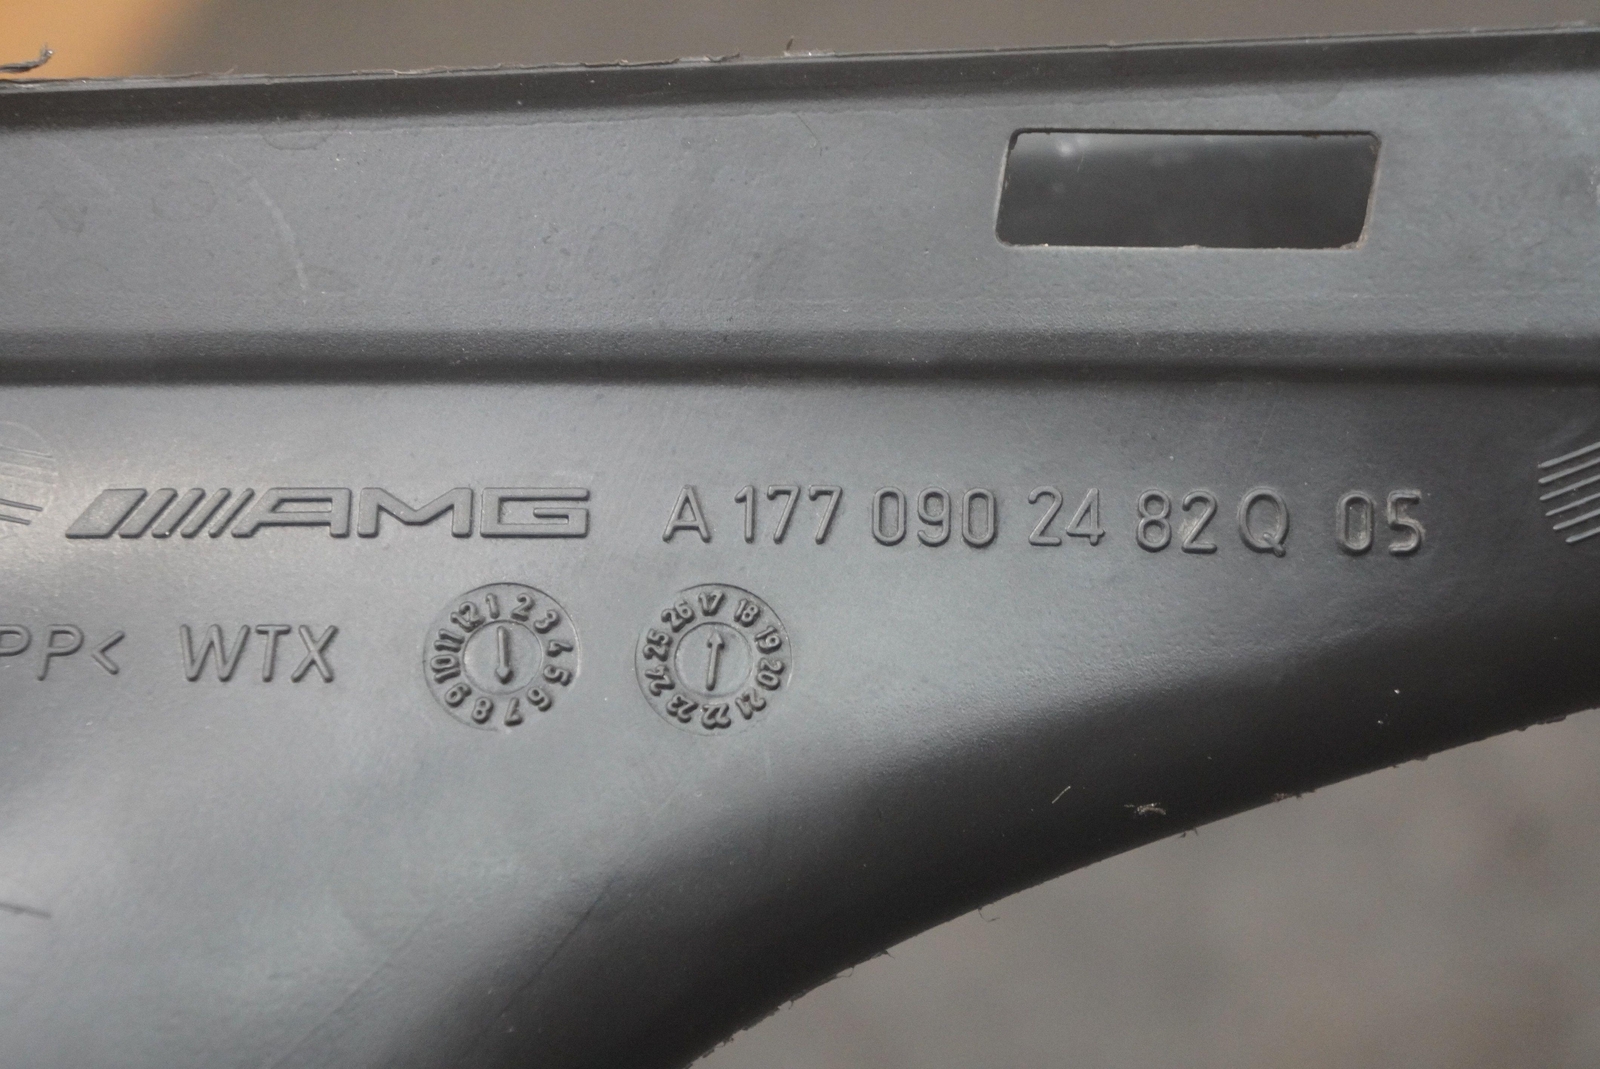 AMG A 177 090 24 82 Q 05
PP< WTX
1 2 3 4 5 6 7 8 9 10 11 12
17 18 19 20 21 22 23 24 25 26